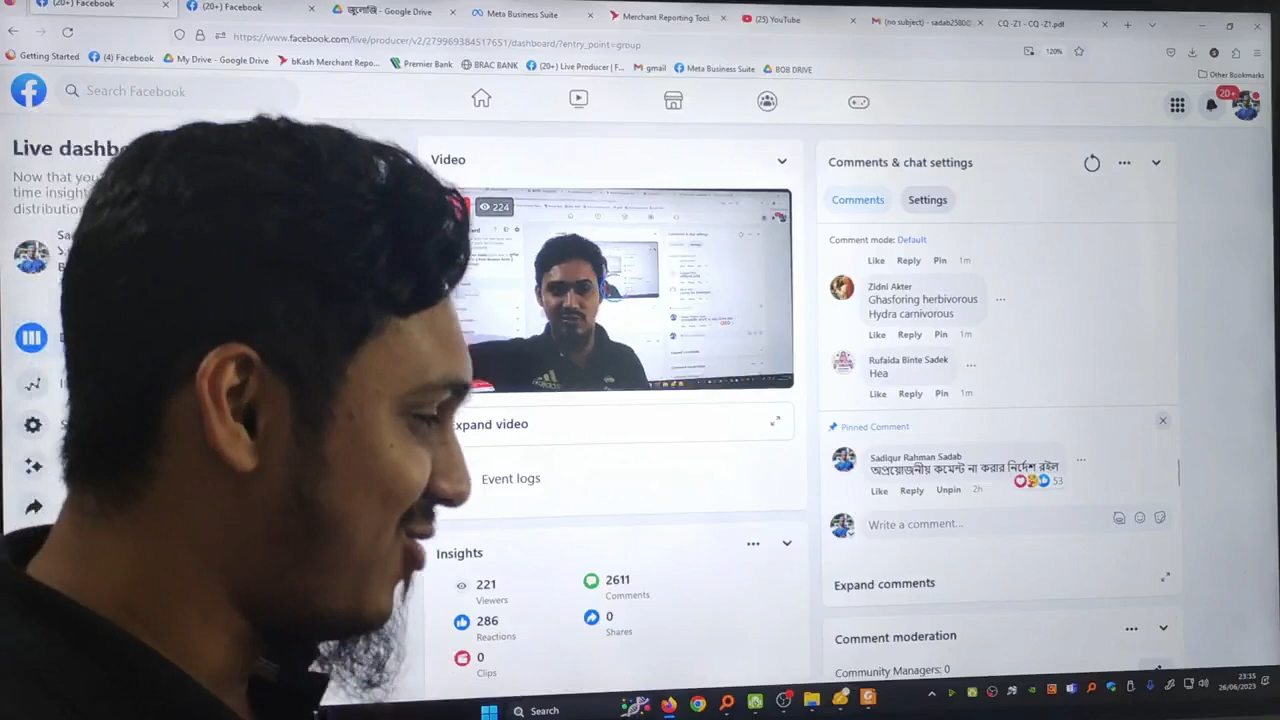 (20+) Facebook
(20+) Facebook
- Google Drive
Meta Business Suite
Merchant Reporting Tool
(25) YouTube
(no subject) - sadab2580@
CQ -Z1 - CQ -Z1.pdf
https://www.facebook.com/live/producer/v2/279969384517651/dashboard/?entry_point=group
120%
Getting Started
(4) Facebook
My Drive - Google Drive
bKash Merchant Repo...
Premier Bank
BRAC BANK
(20+) Live Producer | F...
gmail
Meta Business Suite
BOB DRIVE
Other Bookmarks
Search Facebook
20+
Live dashb
Now that you
time insight
distribution
Sa
Video
224
Expand video
Event logs
Insights
221
Viewers
2611
Comments
286
Reactions
0
Shares
0
Clips
Comments & chat settings
Comments
Settings
Comment mode: Default
Like Reply Pin 1m
Zidni Akter
Ghasforing herbivorous
Hydra carnivorous
Like Reply Pin 1m
Rufaida Binte Sadek
Hea
Like Reply Pin 1m
Pinned Comment
Sadiqur Rahman Sadab
অপ্রয়োজনীয় কমেন্ট না করার নির্দেশ রইল
53
Like Reply Unpin 2h
Write a comment...
Expand comments
Comment moderation
Community Managers: 0
Search
23:35
26/06/2023